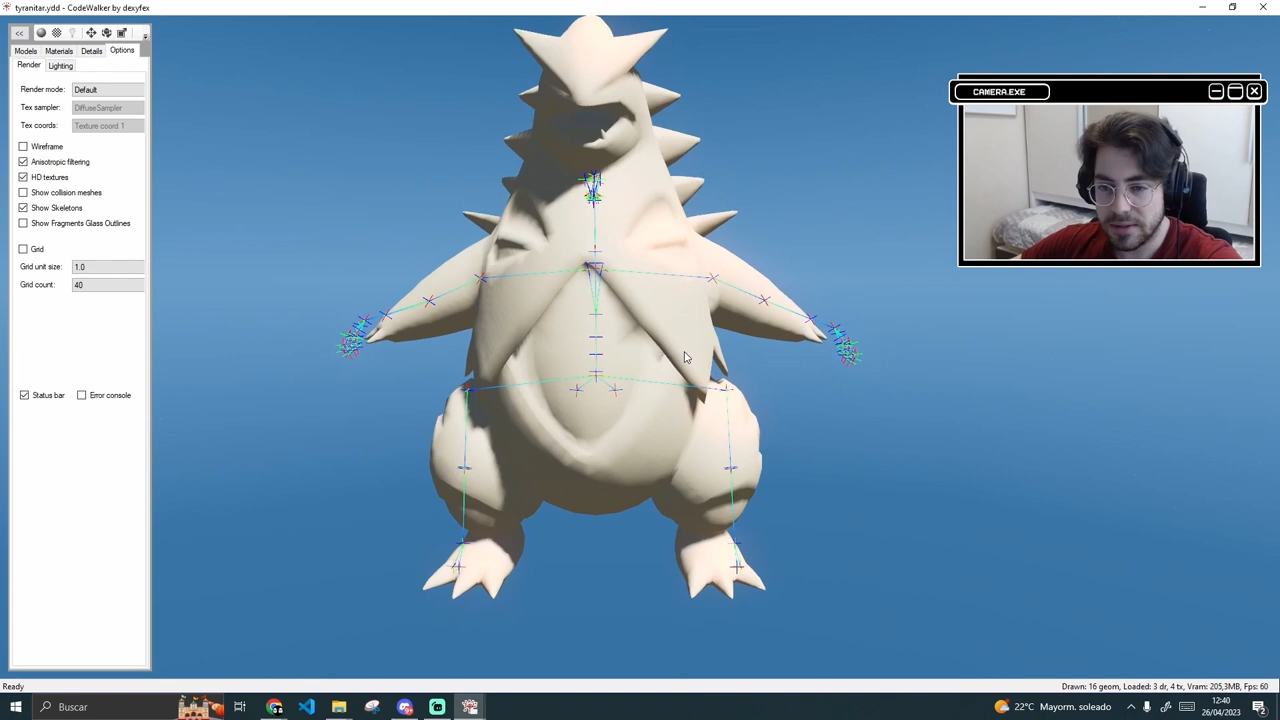 tyranitar.ydd - CodeWalker by dexyfex
<<
Models Materials Details Options
Render Lighting
Render mode: Default
Tex sampler: DiffuseSampler
Tex coords: Texture coord 1
Wireframe
Anisotropic filtering
HD textures
Show collision meshes
Show Skeletons
Show Fragments Glass Outlines
Grid
Grid unit size: 1.0
Grid count: 40
Status bar Error console
CAMERA.EXE
Ready
Drawn: 16 geom, Loaded: 3 dr, 4 tx, Vram: 205,3MB, Fps: 60
Buscar
22°C Mayorm. soleado
12:40
26/04/2023
2